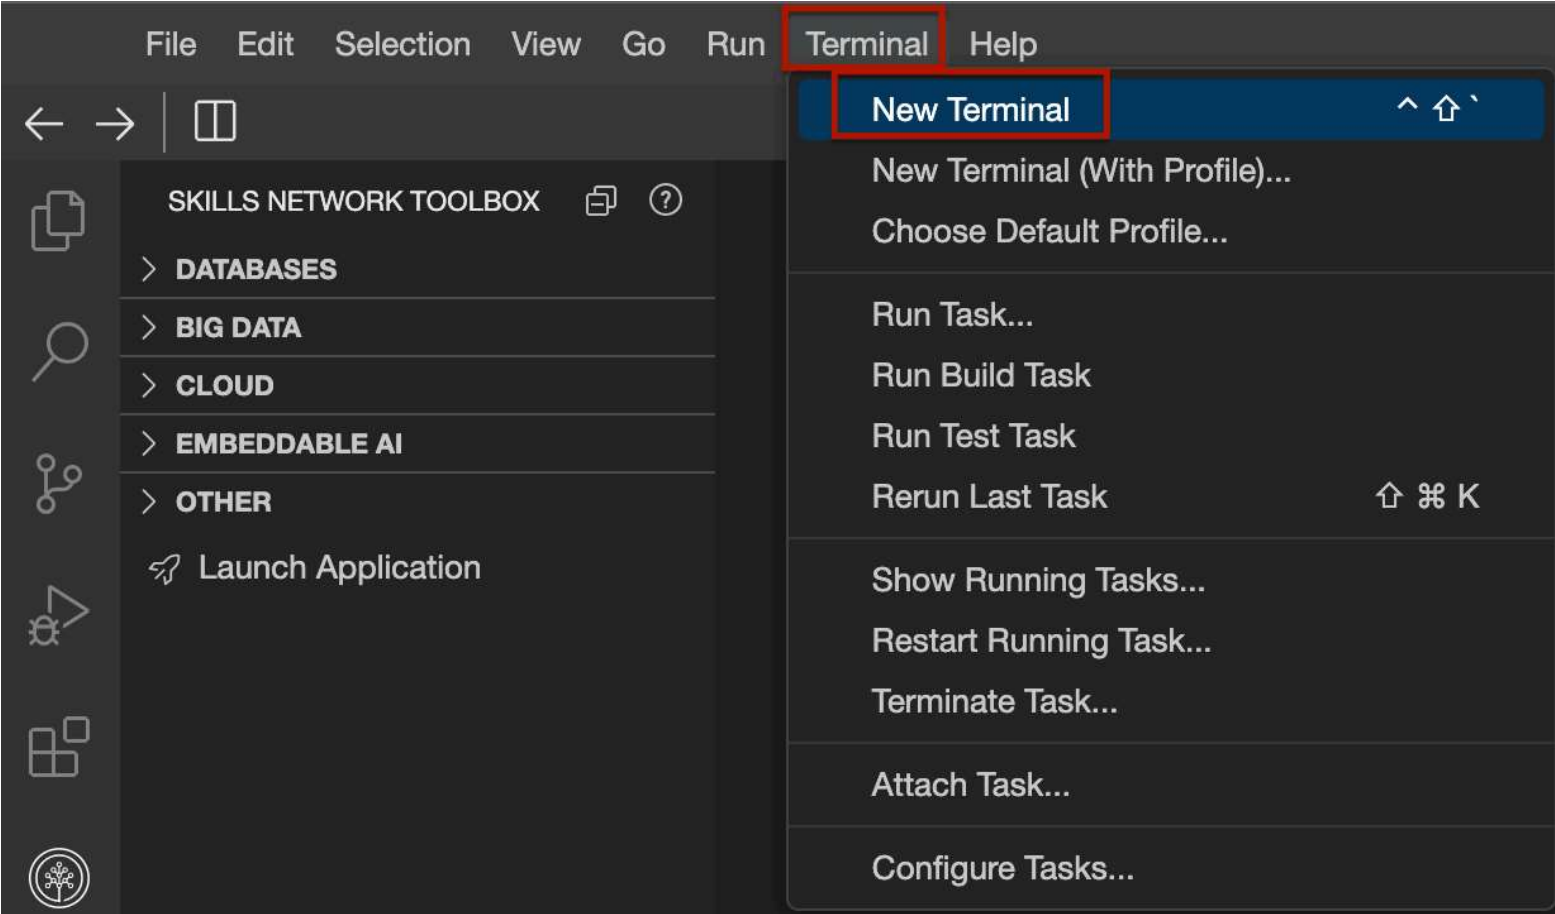 File Edit Selection View Go Run Terminal Help
New Terminal ^ ⇧ `
New Terminal (With Profile)...
Choose Default Profile...
Run Task...
Run Build Task
Run Test Task
Rerun Last Task ⇧ ⌘ K
Show Running Tasks...
Restart Running Task...
Terminate Task...
Attach Task...
Configure Tasks...
SKILLS NETWORK TOOLBOX
DATABASES
BIG DATA
CLOUD
EMBEDDABLE AI
OTHER
Launch Application